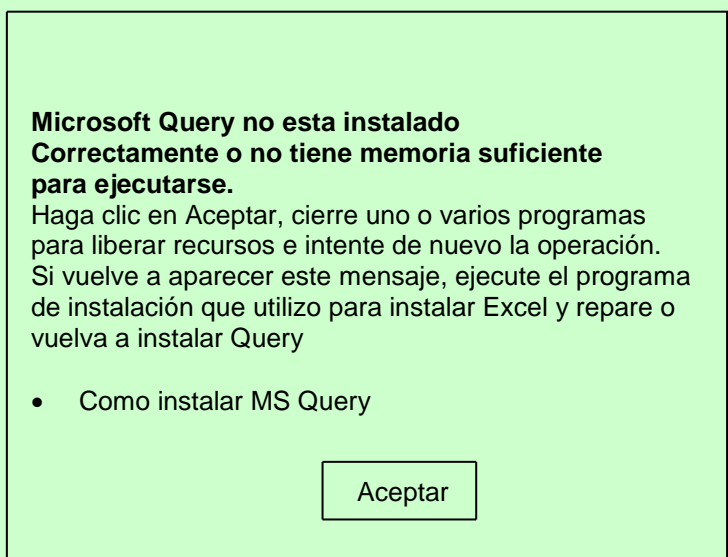 Microsoft Query no esta instalado
Correctamente o no tiene memoria suficiente
para ejecutarse.
Haga clic en Aceptar, cierre uno o varios programas
para liberar recursos e intente de nuevo la operación.
Si vuelve a aparecer este mensaje, ejecute el programa
de instalación que utilizo para instalar Excel y repare o
vuelva a instalar Query
• Como instalar MS Query
Aceptar